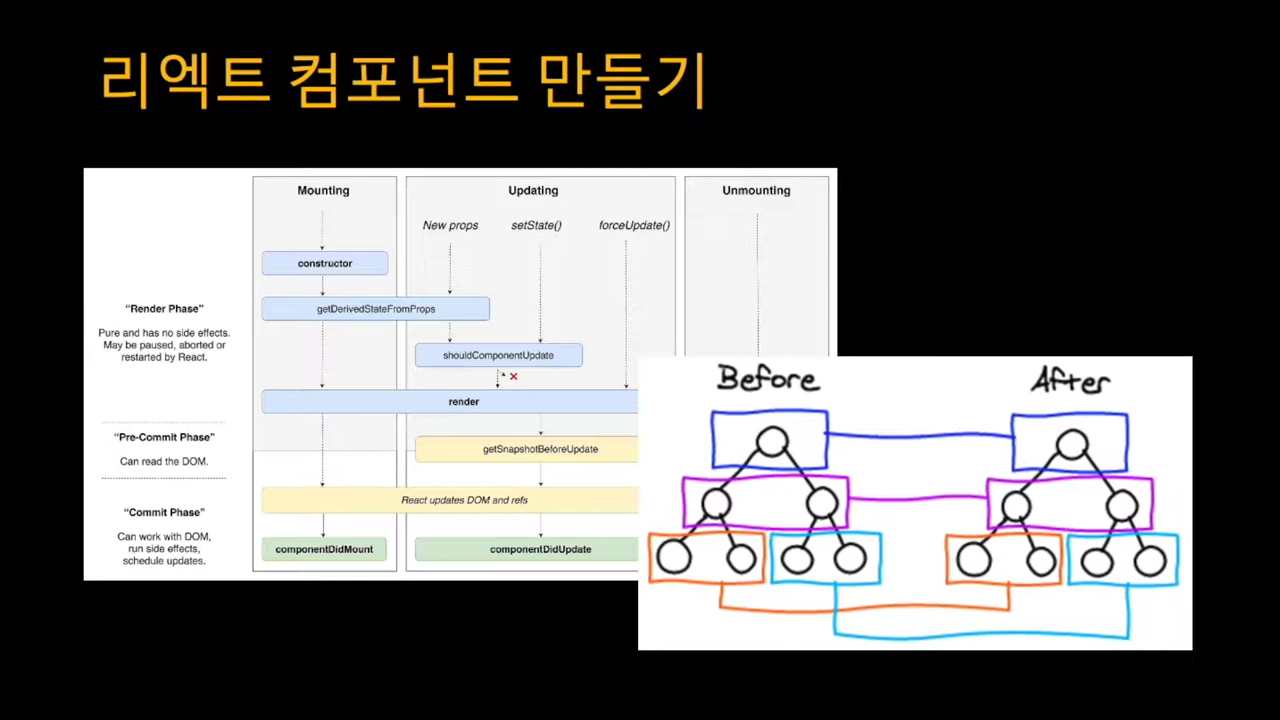 리엑트 컴포넌트 만들기
Mounting
Updating
Unmounting
New props
setState()
forceUpdate()
constructor
"Render Phase"
Pure and has no side effects.
May be paused, aborted or
restarted by React.
getDerivedStateFromProps
shouldComponentUpdate
render
"Pre-Commit Phase"
Can read the DOM.
getSnapshotBeforeUpdate
"Commit Phase"
Can work with DOM,
run side effects,
schedule updates.
React updates DOM and refs
componentDidMount
componentDidUpdate
Before
After